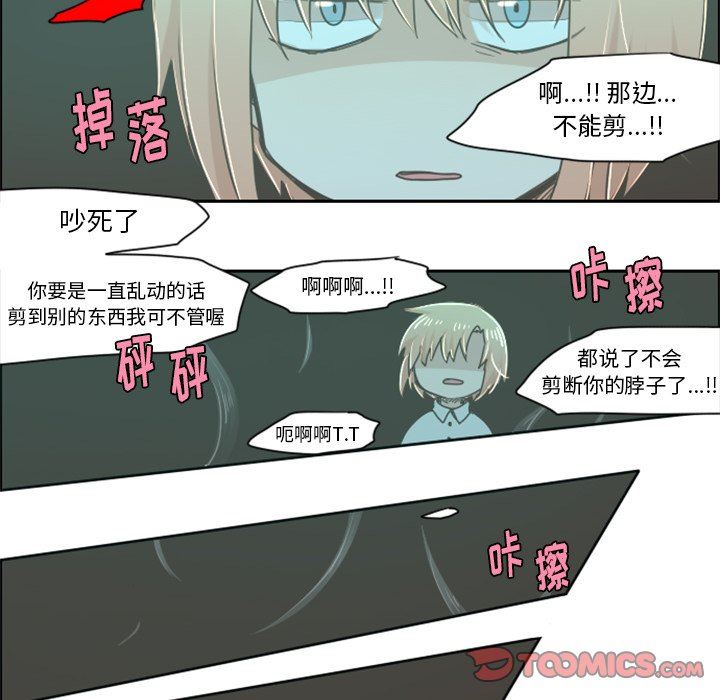 啊...!! 那边...
不能剪...!!
掉落
吵死了
你要是一直乱动的话
剪到别的东西我可不管喔
啊啊啊...!!
咔擦
砰砰
都说了不会
剪断你的脖子了...!!
呃啊啊T.T
咔擦
TOOMICS.COM